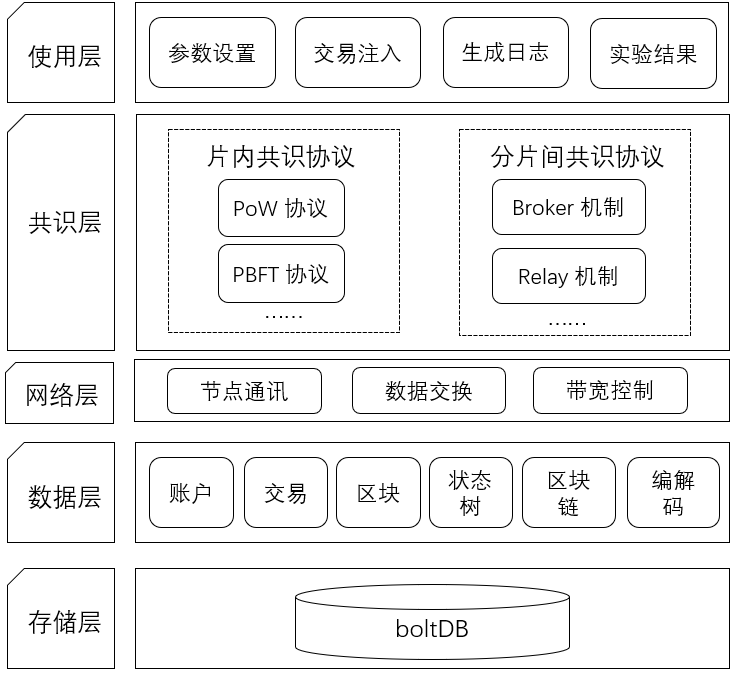 使用层
参数设置
交易注入
生成日志
实验结果
共识层
片内共识协议
PoW 协议
PBFT 协议
……
分片间共识协议
Broker 机制
Relay 机制
……
网络层
节点通讯
数据交换
带宽控制
数据层
账户
交易
区块
状态
树
区块
链
编解
码
存储层
boltDB